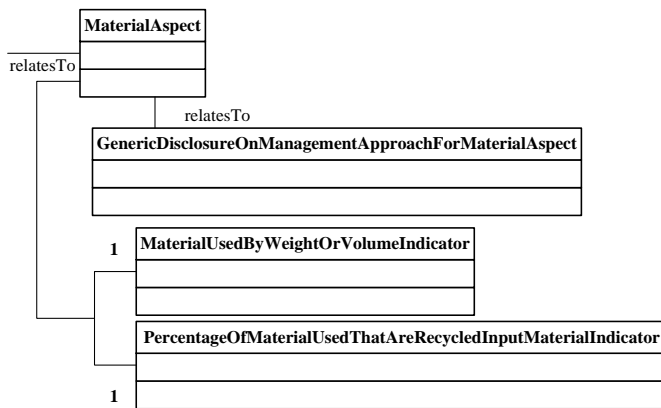 MaterialAspect
relatesTo
relatesTo
GenericDisclosureOnManagementApproachForMaterialAspect
1
MaterialUsedByWeightOrVolumeIndicator
PercentageOfMaterialUsedThatAreRecycledInputMaterialIndicator
1